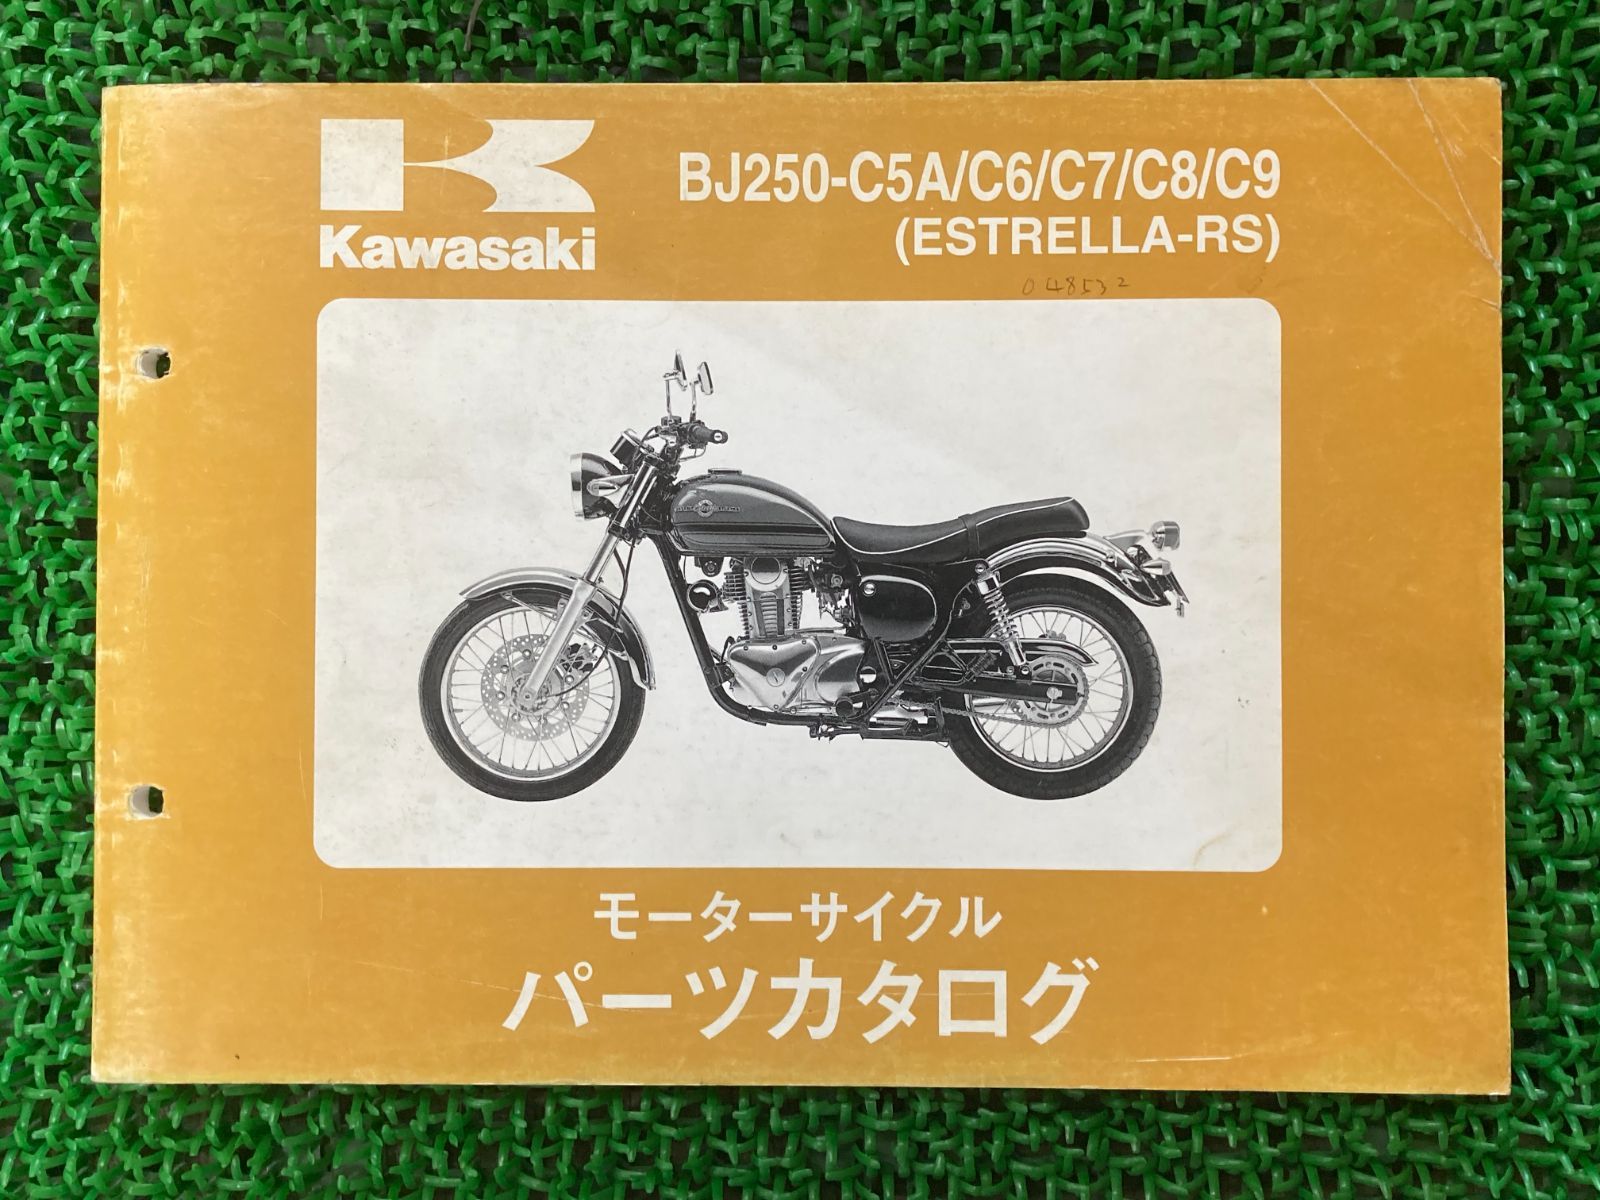 Kawasaki
BJ250-C5A/C6/C7/C8/C9
(ESTRELLA-RS)
048532
モーターサイクル
パーツカタログ